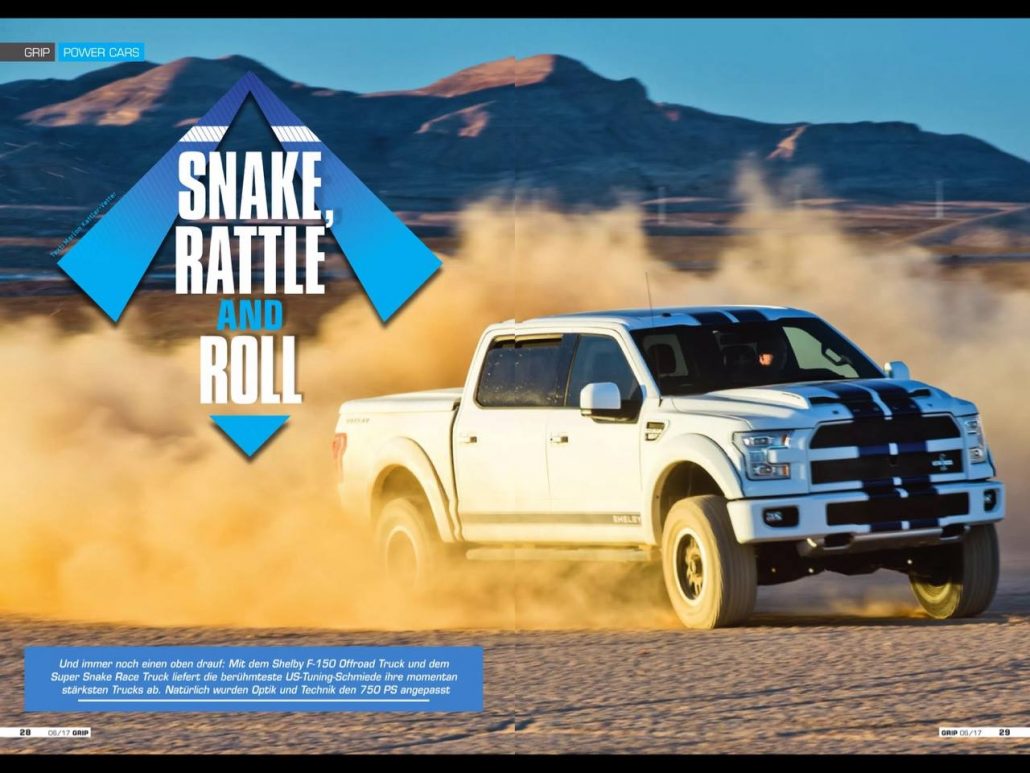 GRIP POWER CARS
SNAKE,
RATTLE
AND
ROLL
SHELBY
Und immer noch einen oben drauf: Mit dem Shelby F-150 Offroad Truck und dem
Super Snake Race Truck liefert die berühmteste US-Tuning-Schmiede ihre momentan
stärksten Trucks ab. Natürlich wurden Optik und Technik den 750 PS angepasst
28 06/17 GRIP
GRIP 06/17 29